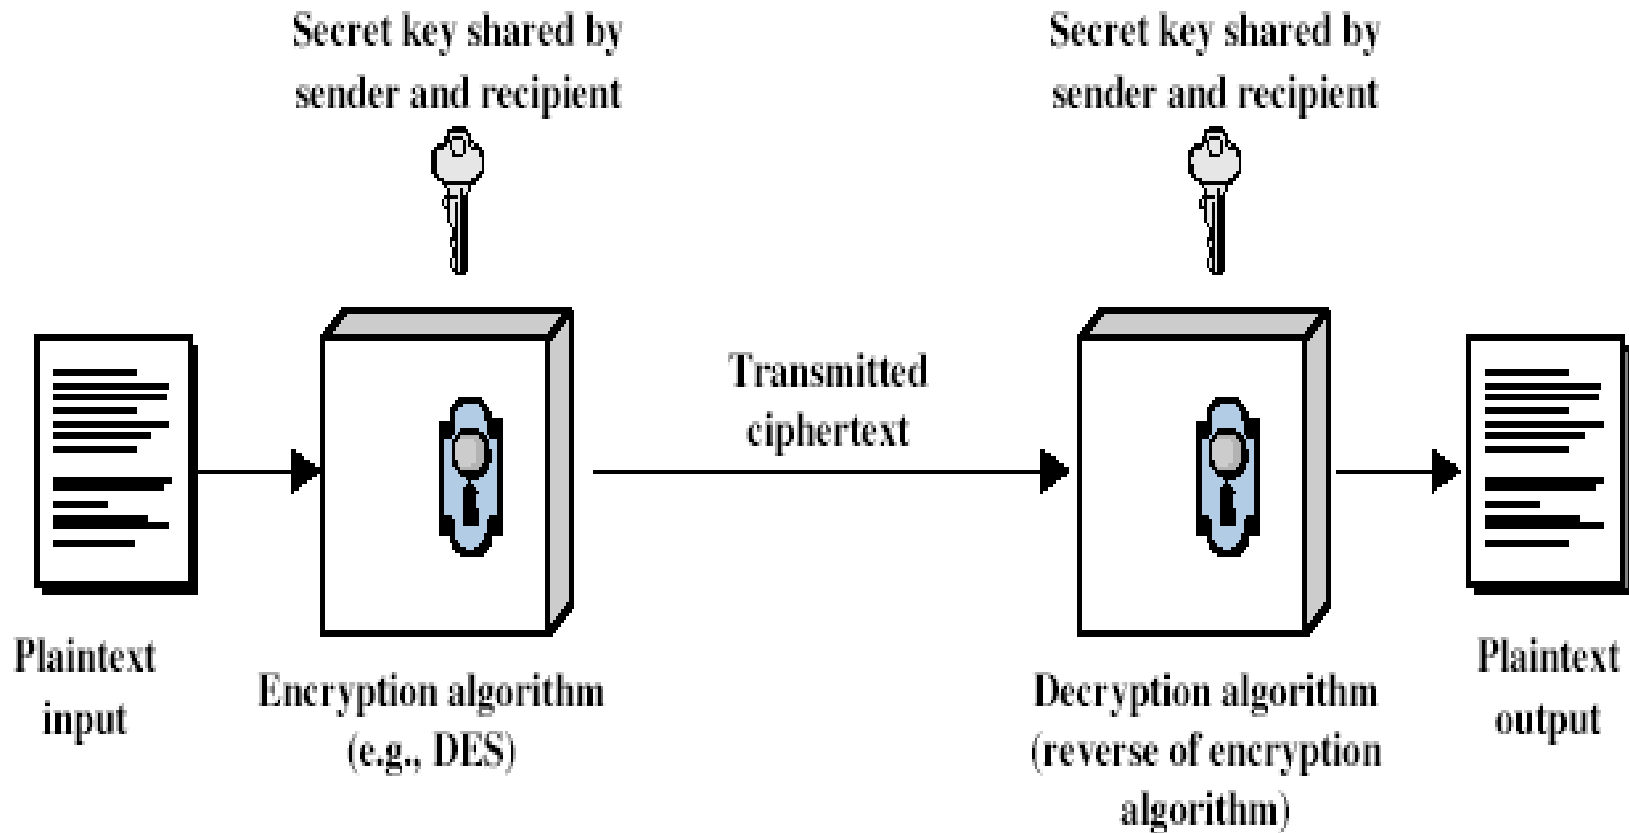 Secret key shared by
sender and recipient
Secret key shared by
sender and recipient
Transmitted
ciphertext
Plaintext
input
Encryption algorithm
(e.g., DES)
Decryption algorithm
(reverse of encryption
algorithm)
Plaintext
output